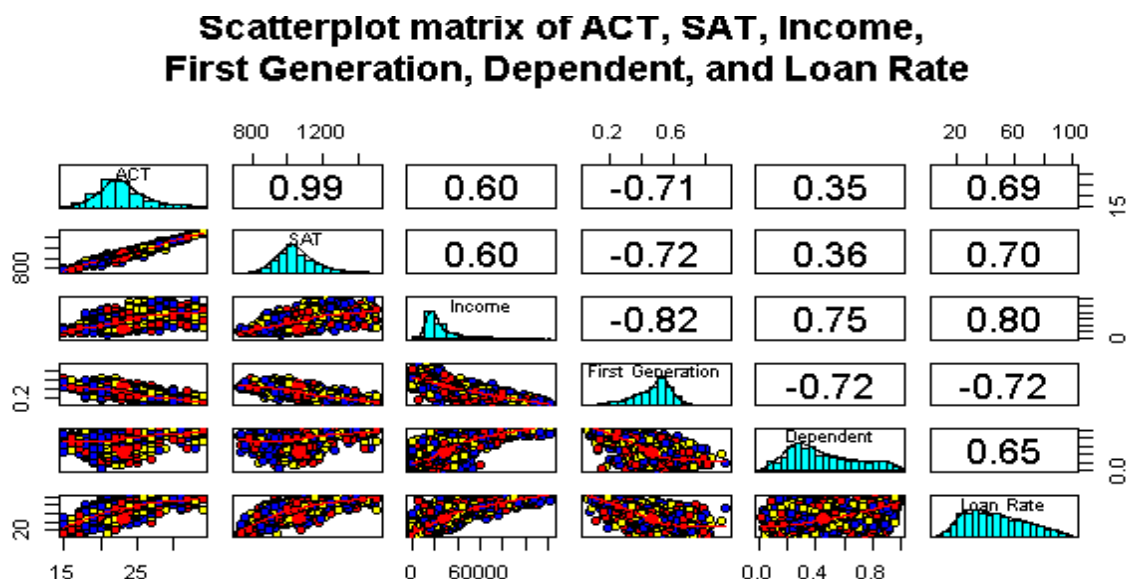 Scatterplot matrix of ACT, SAT, Income,
First Generation, Dependent, and Loan Rate
800 1200 0.2 0.6 20 60 100
ACT 0.99 0.60 -0.71 0.35 0.69 15
800 SAT 0.60 -0.72 0.36 0.70
Income -0.82 0.75 0.80 0
0.2 First Generation -0.72 -0.72
Dependent 0.65 0.0
20 Loan Rate
15 25 0 60000 0.0 0.4 0.8